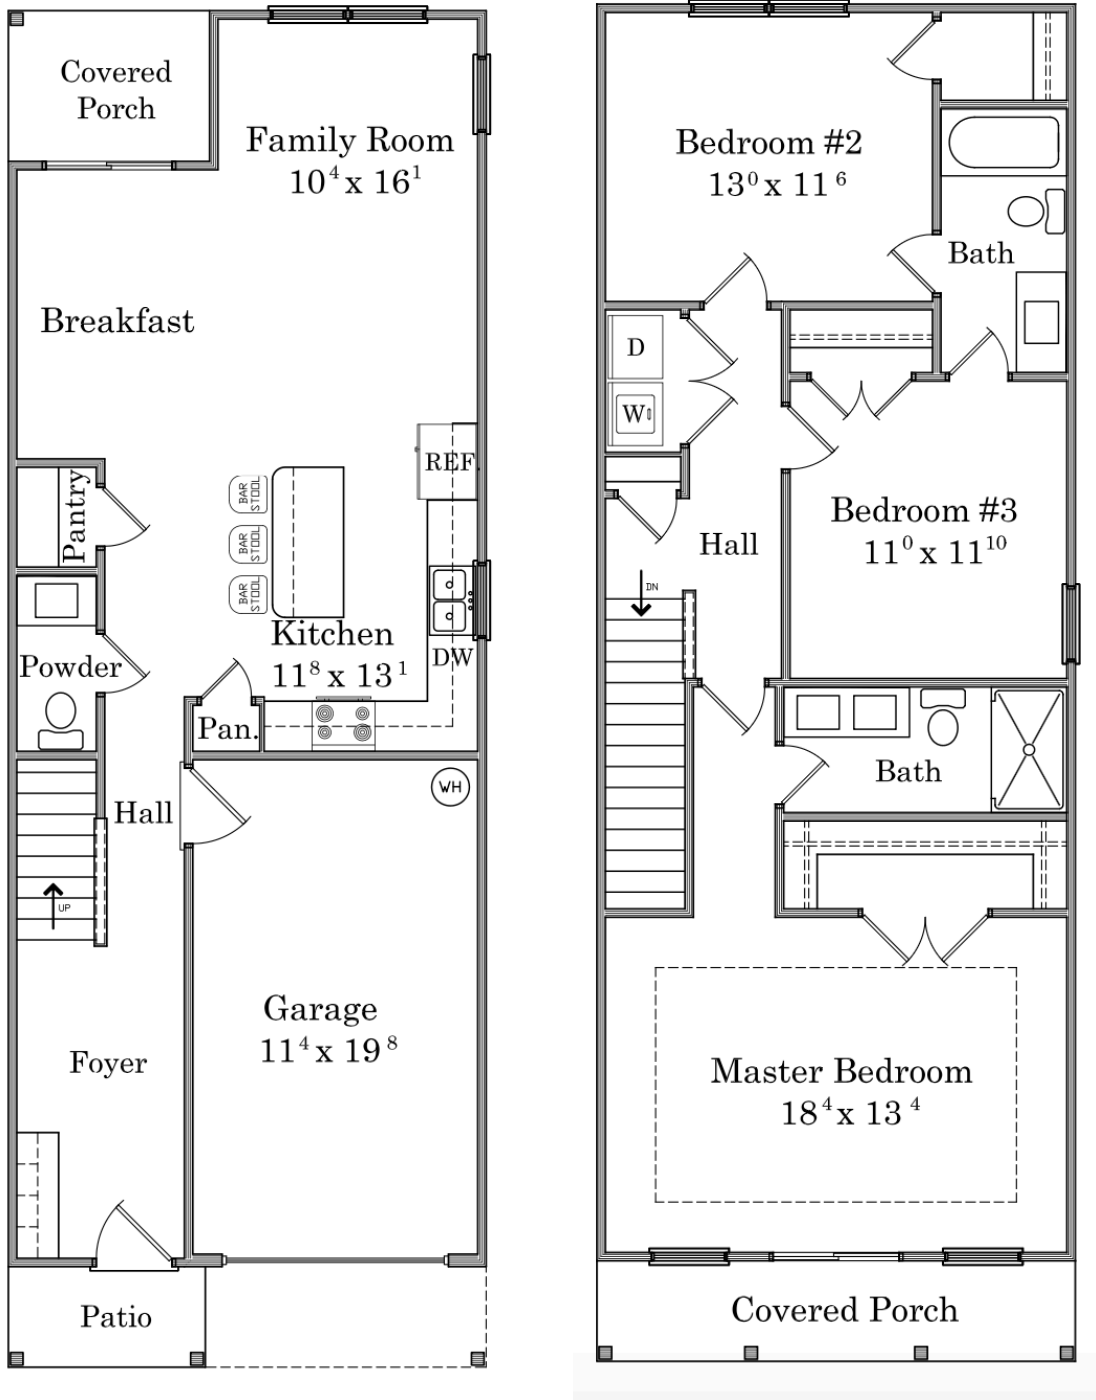 Covered
Porch
Family Room
10⁴ x 16¹
Breakfast
REF.
Pantry
BAR STOOL
BAR STOOL
BAR STOOL
Kitchen
11⁸ x 13¹
DW
Powder
Pan.
Hall
WH
UP
Garage
11⁴ x 19⁸
Foyer
Patio
Bedroom #2
13⁰ x 11⁶
Bath
D
W
Bedroom #3
11⁰ x 11¹⁰
Hall
DN
Bath
Master Bedroom
18⁴ x 13⁴
Covered Porch